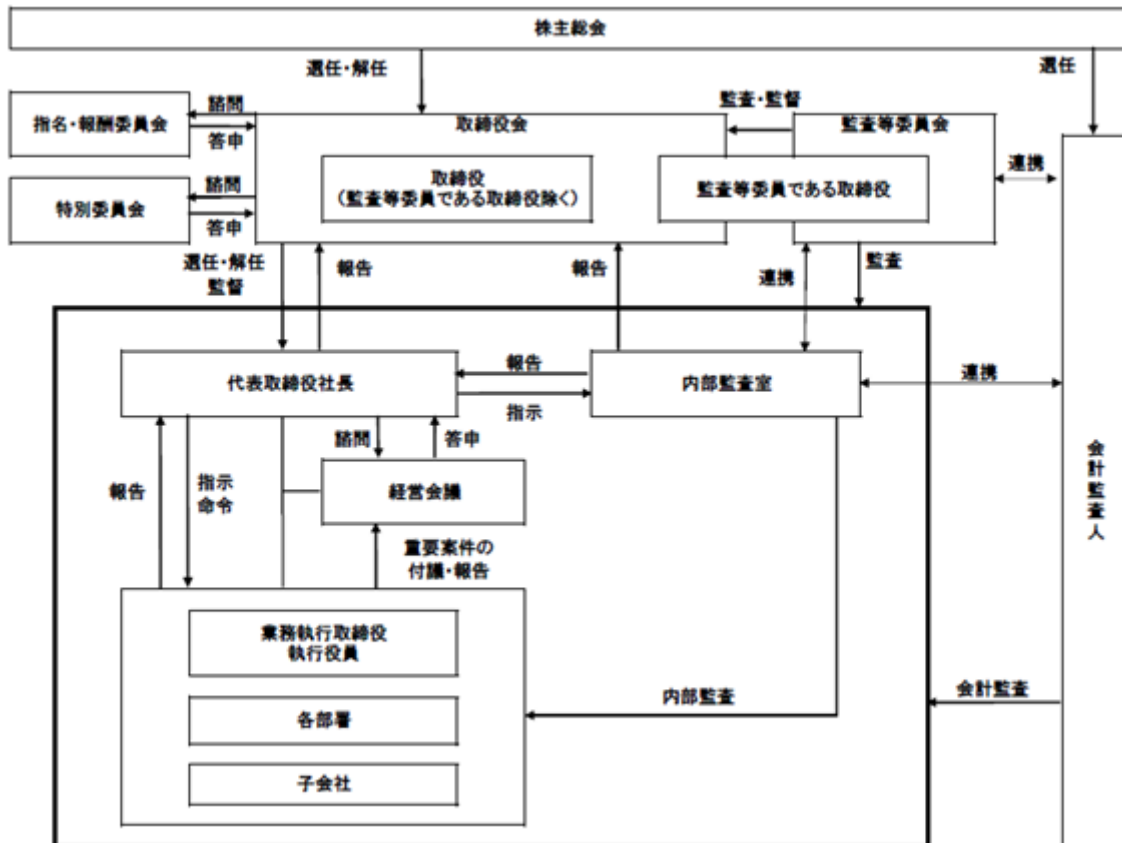 株主総会
選任・解任
選任
指名・報酬委員会
諮問
答申
取締役会
監査・監督
監査等委員会
取締役
(監査等委員である取締役除く)
監査等委員である取締役
連携
特別委員会
諮問
答申
選任・解任
監督
報告
報告
連携
監査
代表取締役社長
報告
指示
内部監査室
連携
諮問
答申
報告
指示
命令
経営会議
重要案件の
付議・報告
会計監査人
業務執行取締役
執行役員
各部署
子会社
内部監査
会計監査